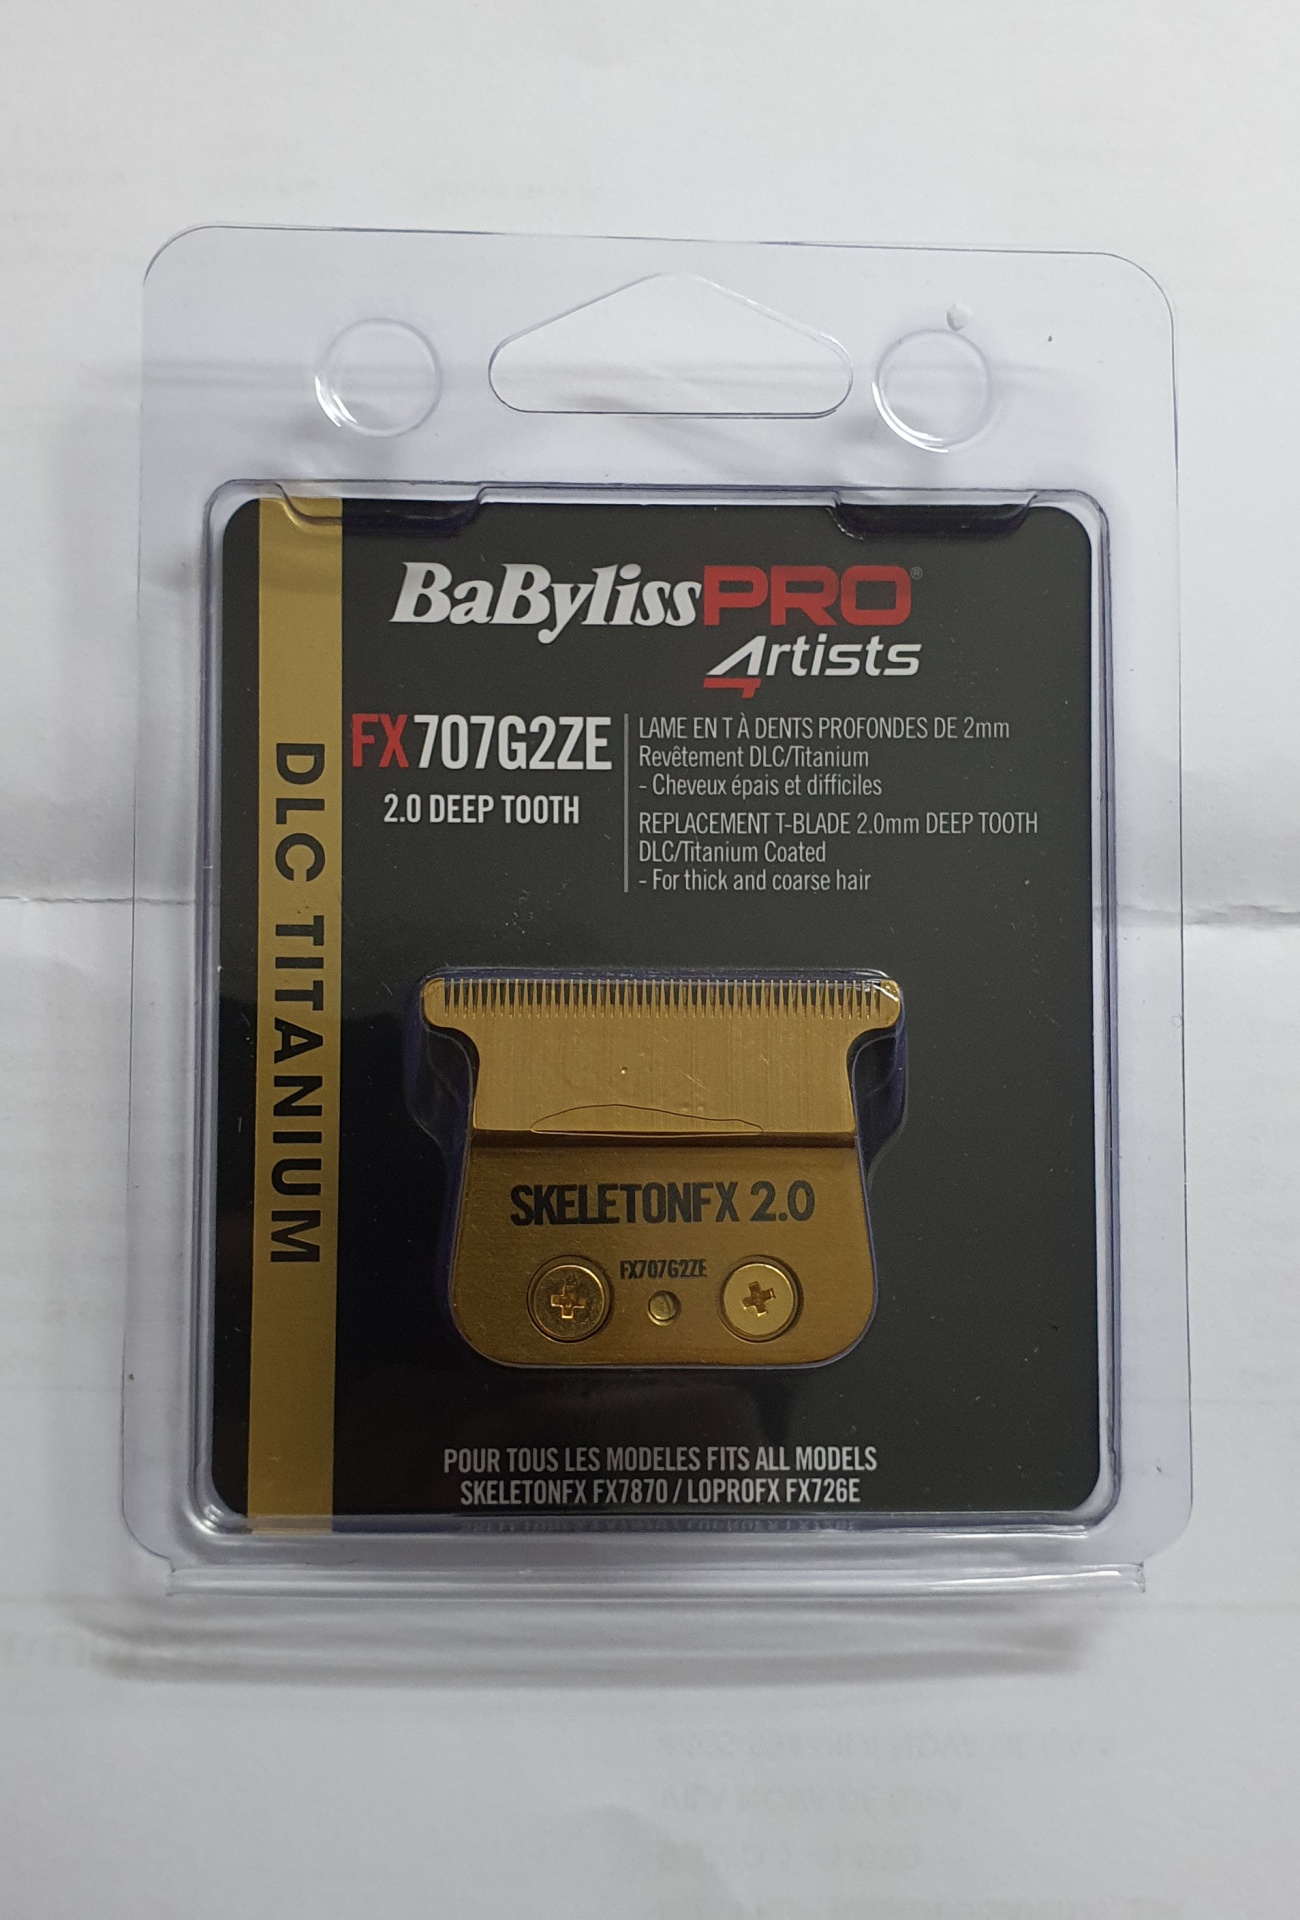 BaBylissPRO®
4rtists
FX707G2ZE
2.0 DEEP TOOTH
LAME EN T À DENTS PROFONDES DE 2mm
Revêtement DLC/Titanium
- Cheveux épais et difficiles
REPLACEMENT T-BLADE 2.0mm DEEP TOOTH
DLC/Titanium Coated
- For thick and coarse hair
DLC TITANIUM
SKELETONFX 2.0
FX707G2ZE
POUR TOUS LES MODELES FITS ALL MODELS
SKELETONFX FX7870 / LOPROFX FX726E